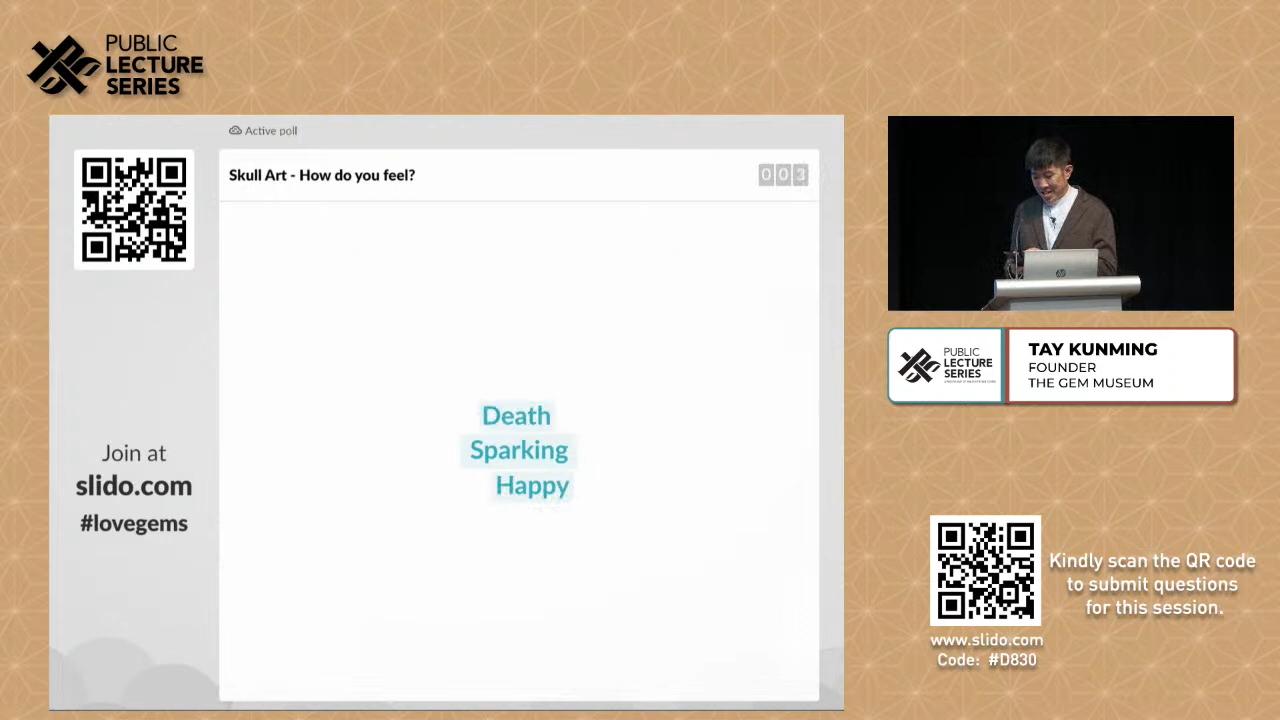 PUBLIC
LECTURE
SERIES
Active poll
Skull Art - How do you feel?
003
Death
Sparking
Happy
Join at
slido.com
#lovegems
hp
PUBLIC
LECTURE
SERIES
TAY KUNMING
FOUNDER
THE GEM MUSEUM
Kindly scan the QR code
to submit questions
for this session.
www.slido.com
Code: #D830